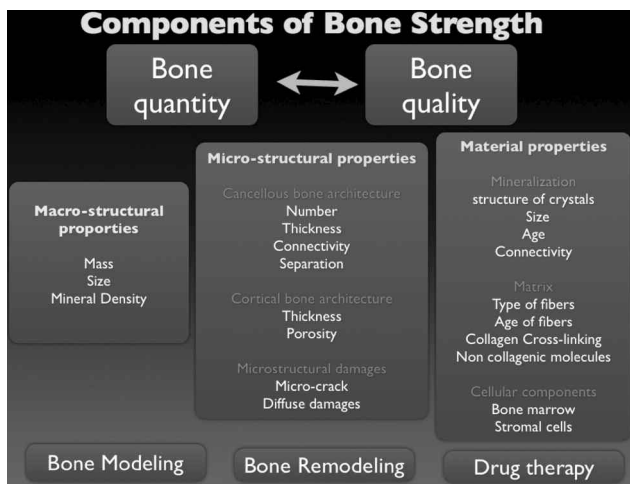 Components of Bone Strength
Bone
quantity
Bone
quality
Macro-structural
proporties
Mass
Size
Mineral Density
Micro-structural properties
Cancellous bone architecture
Number
Thickness
Connectivity
Separation
Cortical bone architecture
Thickness
Porosity
Microstructural damages
Micro-crack
Diffuse damages
Material properties
Mineralization
structure of crystals
Size
Age
Connectivity
Matrix
Type of fibers
Age of fibers
Collagen Cross-linking
Non collagenic molecules
Cellular components
Bone marrow
Stromal cells
Bone Modeling
Bone Remodeling
Drug therapy